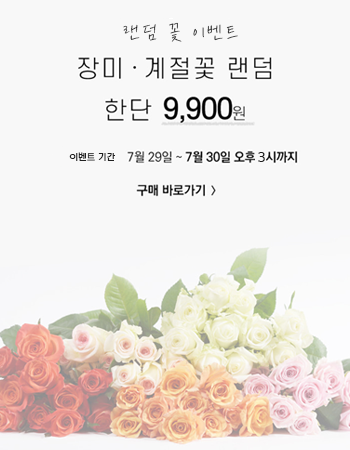 랜덤 꽃 이벤트
장미 · 계절꽃 랜덤
한단 9,900원
이벤트 기간 7월 29일 ~ 7월 30일 오후 3시까지
구매 바로가기 〉